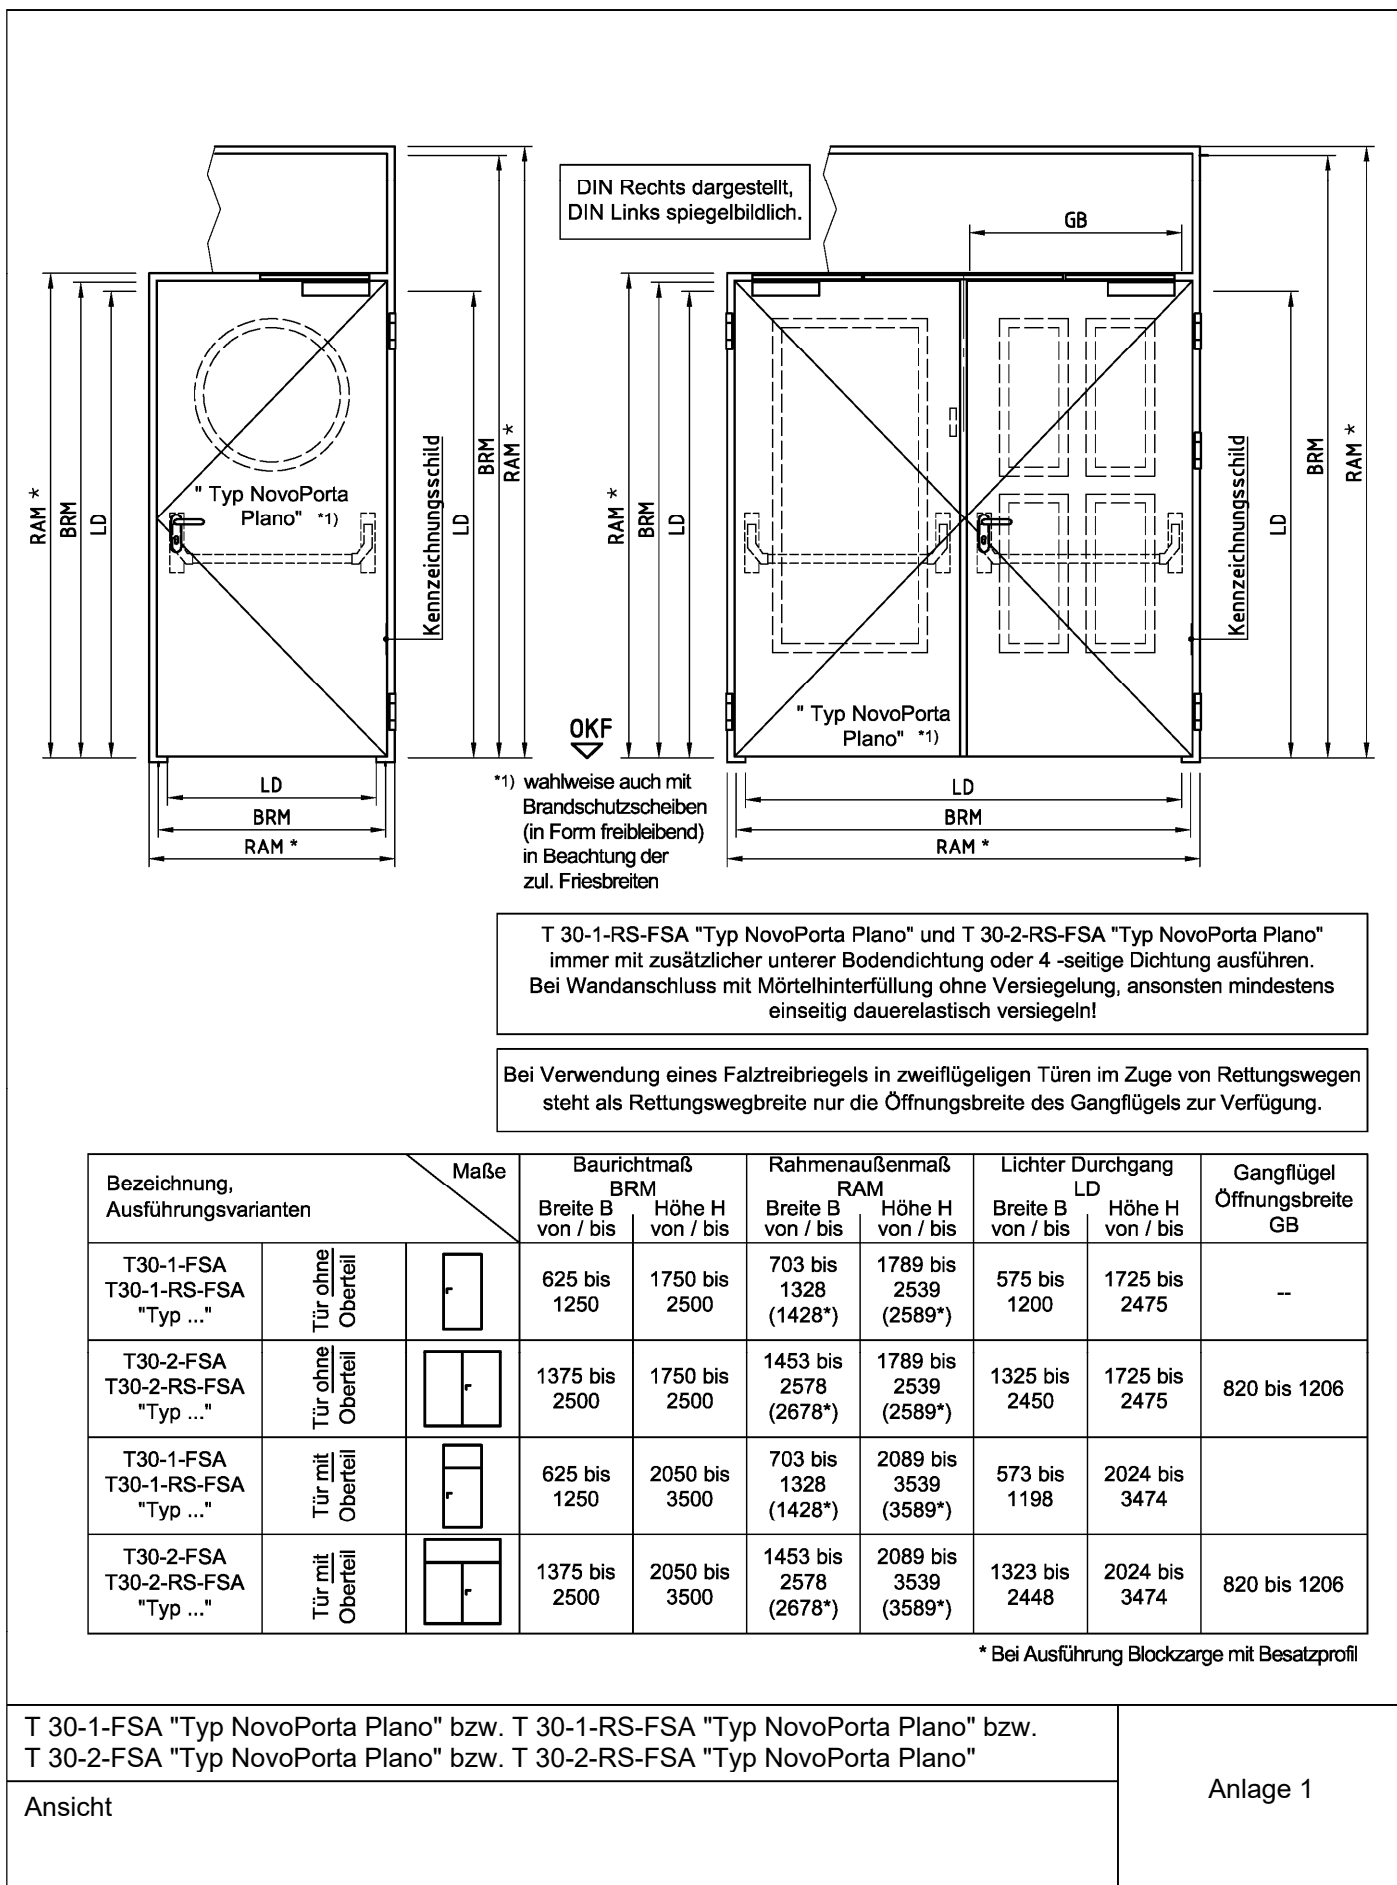 DIN Rechts dargestellt,
DIN Links spiegelbildlich.
GB
RAM *
BRM
LD
" Typ NovoPorta
Plano" *1)
Kennzeichnungsschild
LD
BRM
RAM *
LD
BRM
RAM *
OKF
*1) wahlweise auch mit
Brandschutzscheiben
(in Form freibleibend)
in Beachtung der
zul. Friesbreiten
RAM *
BRM
LD
" Typ NovoPorta
Plano" *1)
Kennzeichnungsschild
LD
BRM
RAM *
LD
BRM
RAM *
T 30-1-RS-FSA "Typ NovoPorta Plano" und T 30-2-RS-FSA "Typ NovoPorta Plano"
immer mit zusätzlicher unterer Bodendichtung oder 4 -seitige Dichtung ausführen.
Bei Wandanschluss mit Mörtelhinterfüllung ohne Versiegelung, ansonsten mindestens
einseitig dauerelastisch versiegeln!
Bei Verwendung eines Falztreibriegels in zweiflügeligen Türen im Zuge von Rettungswegen
steht als Rettungswegbreite nur die Öffnungsbreite des Gangflügels zur Verfügung.
Bezeichnung,
Ausführungsvarianten
Maße
Baurichtmaß
BRM
Breite B
von / bis
Höhe H
von / bis
Rahmenaußenmaß
RAM
Breite B
von / bis
Höhe H
von / bis
Lichter Durchgang
LD
Breite B
von / bis
Höhe H
von / bis
Gangflügel
Öffnungsbreite
GB
T30-1-FSA
T30-1-RS-FSA
"Typ ..."
Tür ohne
Oberteil
625 bis
1250
1750 bis
2500
703 bis
1328
(1428*)
1789 bis
2539
(2589*)
575 bis
1200
1725 bis
2475
--
T30-2-FSA
T30-2-RS-FSA
"Typ ..."
Tür ohne
Oberteil
1375 bis
2500
1750 bis
2500
1453 bis
2578
(2678*)
1789 bis
2539
(2589*)
1325 bis
2450
1725 bis
2475
820 bis 1206
T30-1-FSA
T30-1-RS-FSA
"Typ ..."
Tür mit
Oberteil
625 bis
1250
2050 bis
3500
703 bis
1328
(1428*)
2089 bis
3539
(3589*)
573 bis
1198
2024 bis
3474
T30-2-FSA
T30-2-RS-FSA
"Typ ..."
Tür mit
Oberteil
1375 bis
2500
2050 bis
3500
1453 bis
2578
(2678*)
2089 bis
3539
(3589*)
1323 bis
2448
2024 bis
3474
820 bis 1206
* Bei Ausführung Blockzarge mit Besatzprofil
T 30-1-FSA "Typ NovoPorta Plano" bzw. T 30-1-RS-FSA "Typ NovoPorta Plano" bzw.
T 30-2-FSA "Typ NovoPorta Plano" bzw. T 30-2-RS-FSA "Typ NovoPorta Plano"
Ansicht
Anlage 1